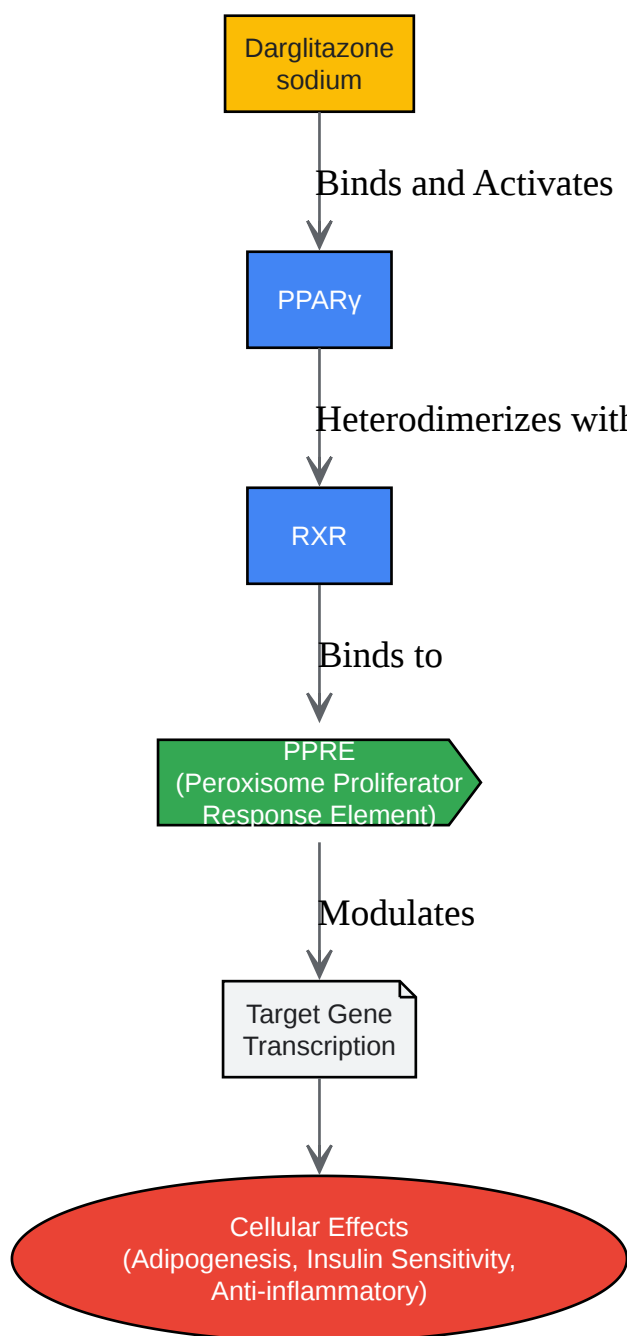 Darglitazone
sodium
Binds and Activates
PPARγ
Heterodimerizes with
RXR
Binds to
PPRE
(Peroxisome Proliferator
Response Element)
Modulates
Target Gene
Transcription
Cellular Effects
(Adipogenesis, Insulin Sensitivity,
Anti-inflammatory)